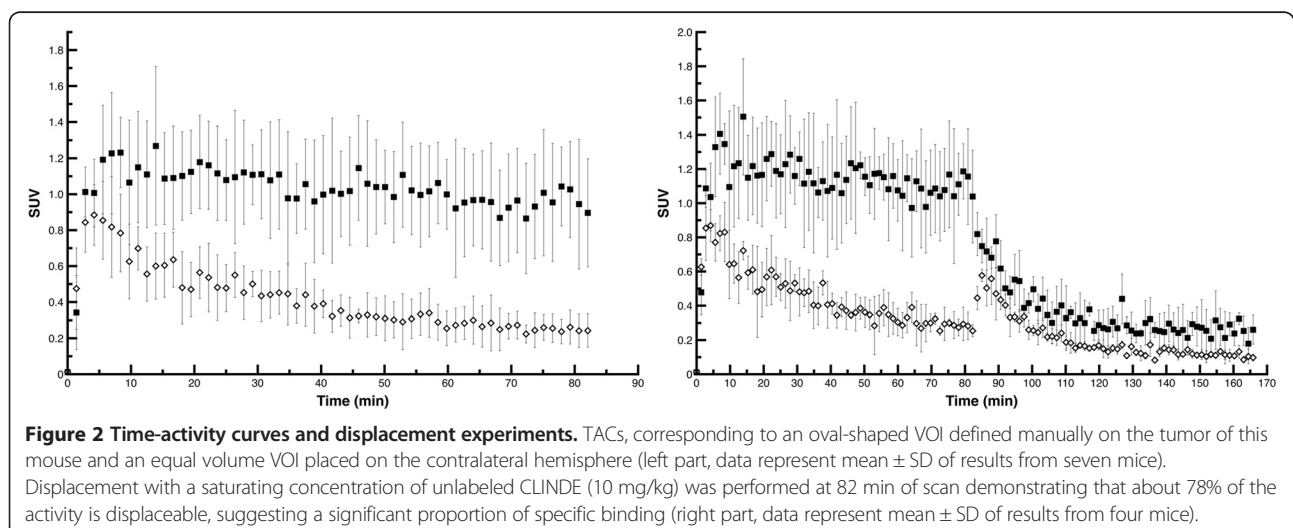 1.8
1.6
1.4
1.2
1.0
0.8
0.6
0.4
0.2
0
SUV
0 10 20 30 40 50 60 70 80 90
Time (min)
2.0
1.8
1.6
1.4
1.2
1.0
0.8
0.6
0.4
0.2
0
SUV
0 10 20 30 40 50 60 70 80 90 100 110 120 130 140 150 160 170
Time (min)
Figure 2 Time-activity curves and displacement experiments. TACs, corresponding to an oval-shaped VOI defined manually on the tumor of this
mouse and an equal volume VOI placed on the contralateral hemisphere (left part, data represent mean ± SD of results from seven mice).
Displacement with a saturating concentration of unlabeled CLINDE (10 mg/kg) was performed at 82 min of scan demonstrating that about 78% of the
activity is displaceable, suggesting a significant proportion of specific binding (right part, data represent mean ± SD of results from four mice).